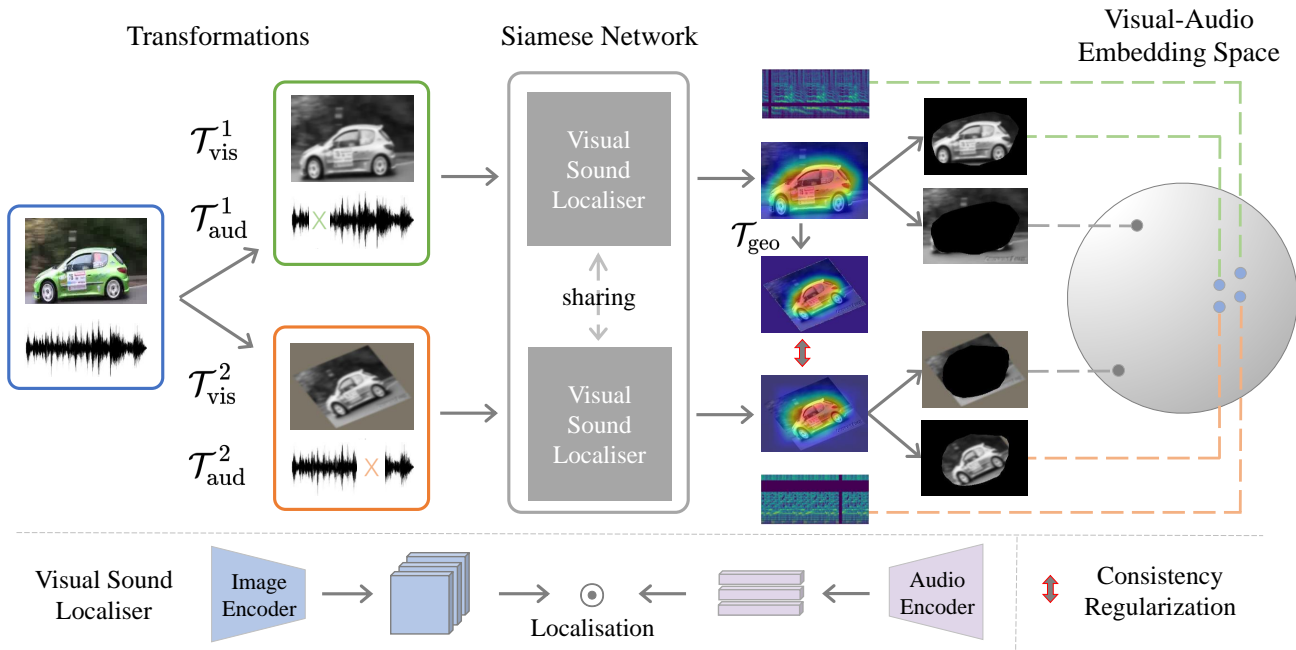 Transformations
Siamese Network
Visual-Audio
Embedding Space
𝒯¹vis
𝒯¹aud
Visual
Sound
Localiser
𝒯geo
sharing
𝒯²vis
𝒯²aud
Visual
Sound
Localiser
Visual Sound
Localiser
Image
Encoder
Localisation
Audio
Encoder
Consistency
Regularization